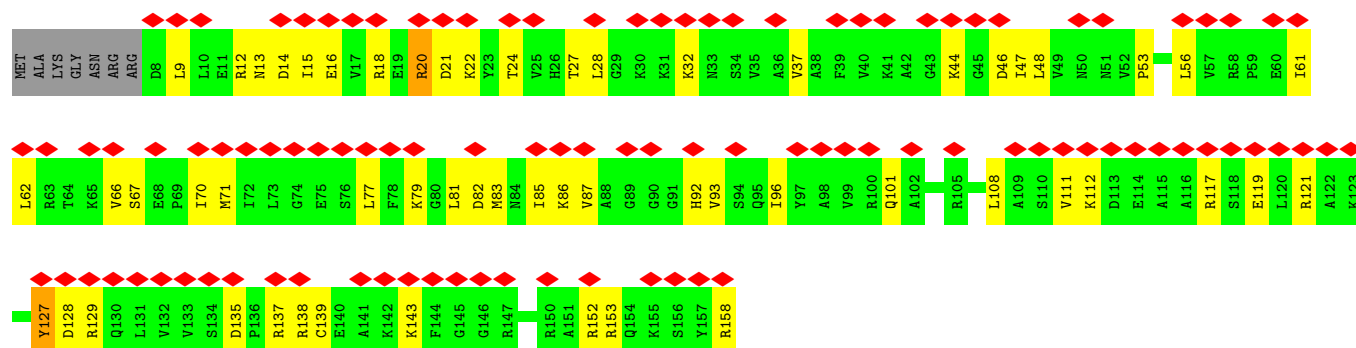 MET ALA LYS GLY ASN ARG ARG D8 L9 L10 E11 R12 N13 D14 I15 E16 V17 R18 E19 R20 D21 K22 Y23 T24 V25 H26 T27 L28 G29 K30 K31 K32 N33 S34 V35 A36 V37 A38 F39 V40 K41 A42 G43 K44 G45 D46 I47 L48 V49 N50 N51 V52 P53 L56 V57 R58 P59 E60 I61
L62 R63 T64 K65 V66 S67 E68 P69 I70 M71 I72 L73 G74 E75 S76 L77 F78 K79 G80 L81 D82 M83 N84 I85 K86 V87 A88 G89 G90 G91 H92 V93 S94 Q95 I96 Y97 A98 V99 R100 Q101 A102 R105 L108 A109 S110 V111 K112 D113 E114 A115 A116 R117 S118 E119 L120 R121 A122 K123
Y127 D128 R129 Q130 L131 V132 V133 S134 D135 P136 R137 R138 C139 E140 A141 K142 K143 F144 G145 G146 R147 R150 A151 R152 R153 Q154 K155 S156 Y157 R158